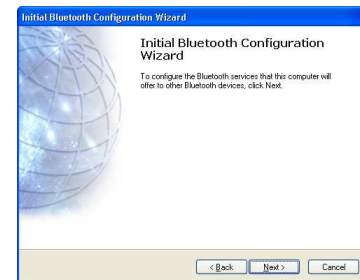 Initial Bluetooth Configuration Wizard
Initial Bluetooth Configuration
Wizard
To configure the Bluetooth services that this computer will
offer to other Bluetooth devices, click Next.
< Back
Next >
Cancel